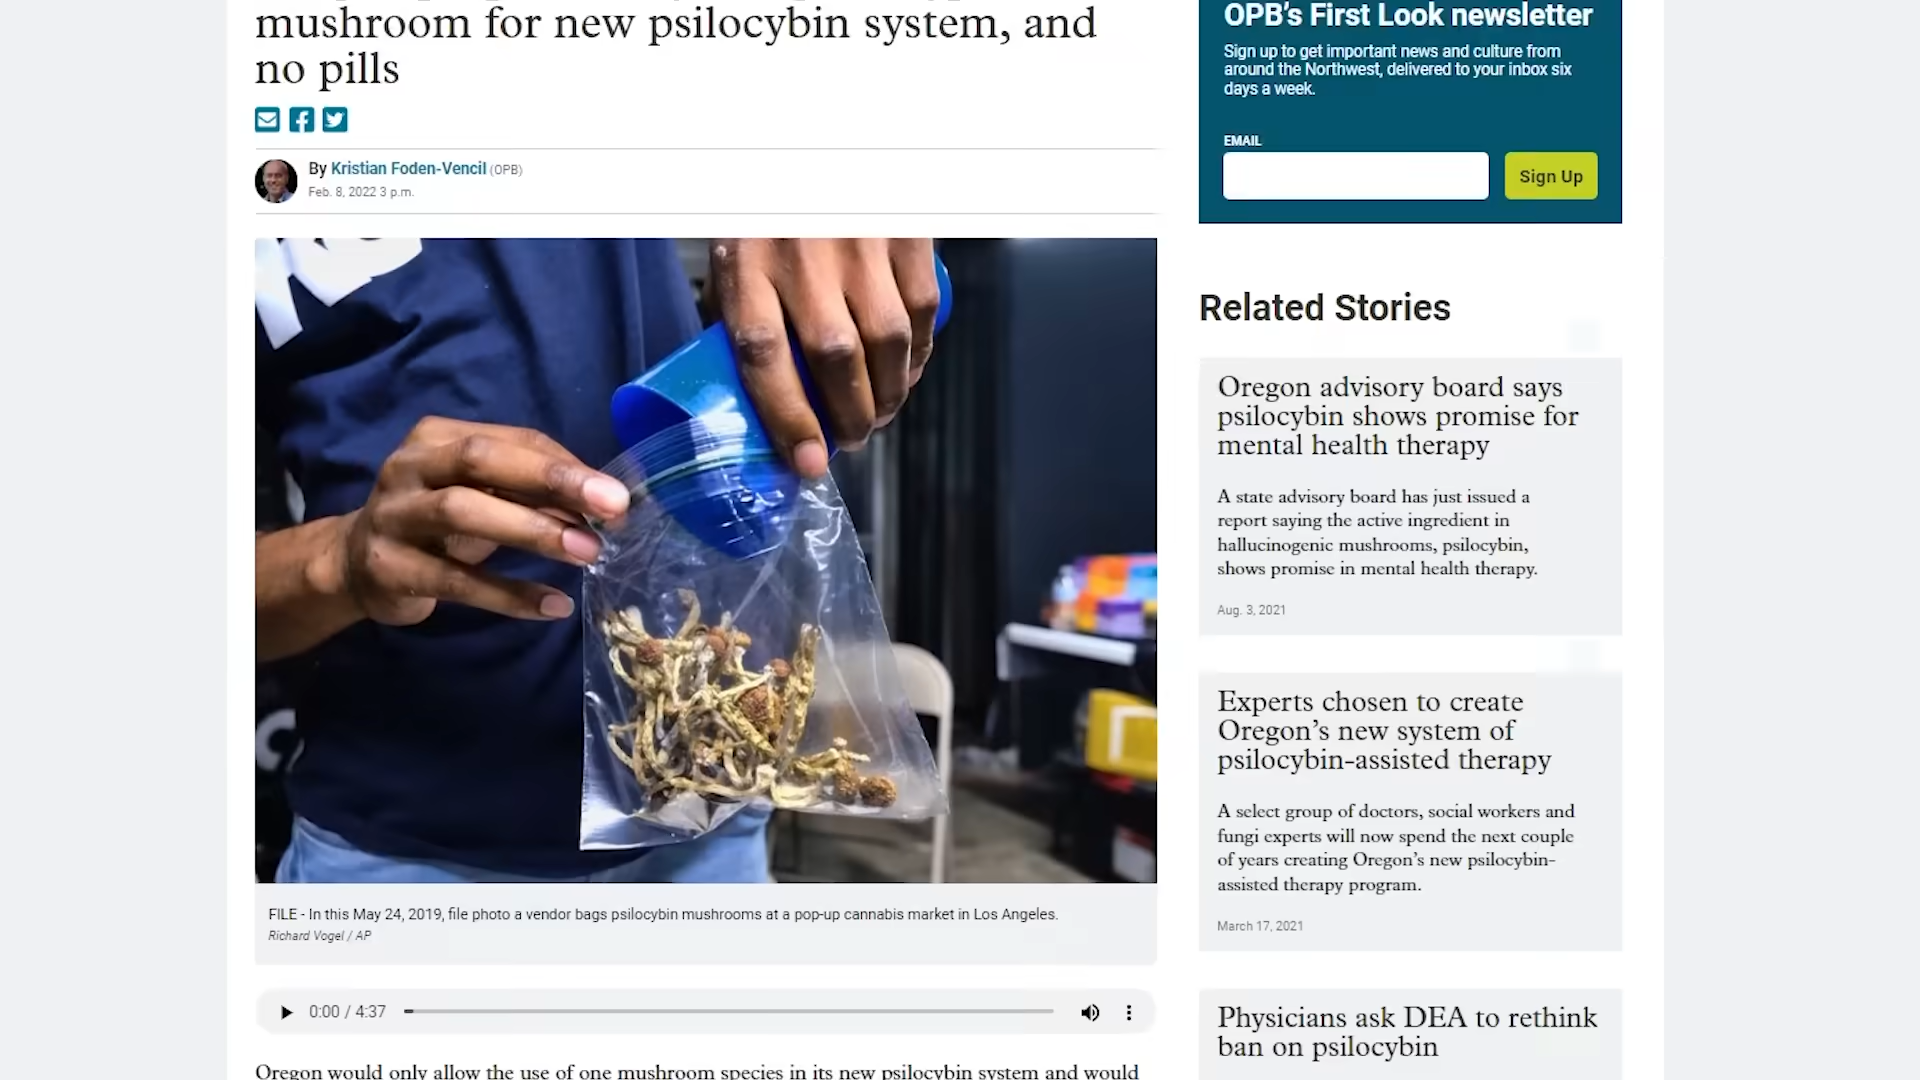 mushroom for new psilocybin system, and
no pills
By Kristian Foden-Vencil (OPB)
Feb. 8, 2022 3 p.m.
FILE - In this May 24, 2019, file photo a vendor bags psilocybin mushrooms at a pop-up cannabis market in Los Angeles.
Richard Vogel / AP
0:00 / 4:37
Oregon would only allow the use of one mushroom species in its new psilocybin system and would
OPB's First Look newsletter
Sign up to get important news and culture from
around the Northwest, delivered to your inbox six
days a week.
EMAIL
Sign Up
Related Stories
Oregon advisory board says
psilocybin shows promise for
mental health therapy
A state advisory board has just issued a
report saying the active ingredient in
hallucinogenic mushrooms, psilocybin,
shows promise in mental health therapy.
Aug. 3, 2021
Experts chosen to create
Oregon's new system of
psilocybin-assisted therapy
A select group of doctors, social workers and
fungi experts will now spend the next couple
of years creating Oregon's new psilocybin-
assisted therapy program.
March 17, 2021
Physicians ask DEA to rethink
ban on psilocybin